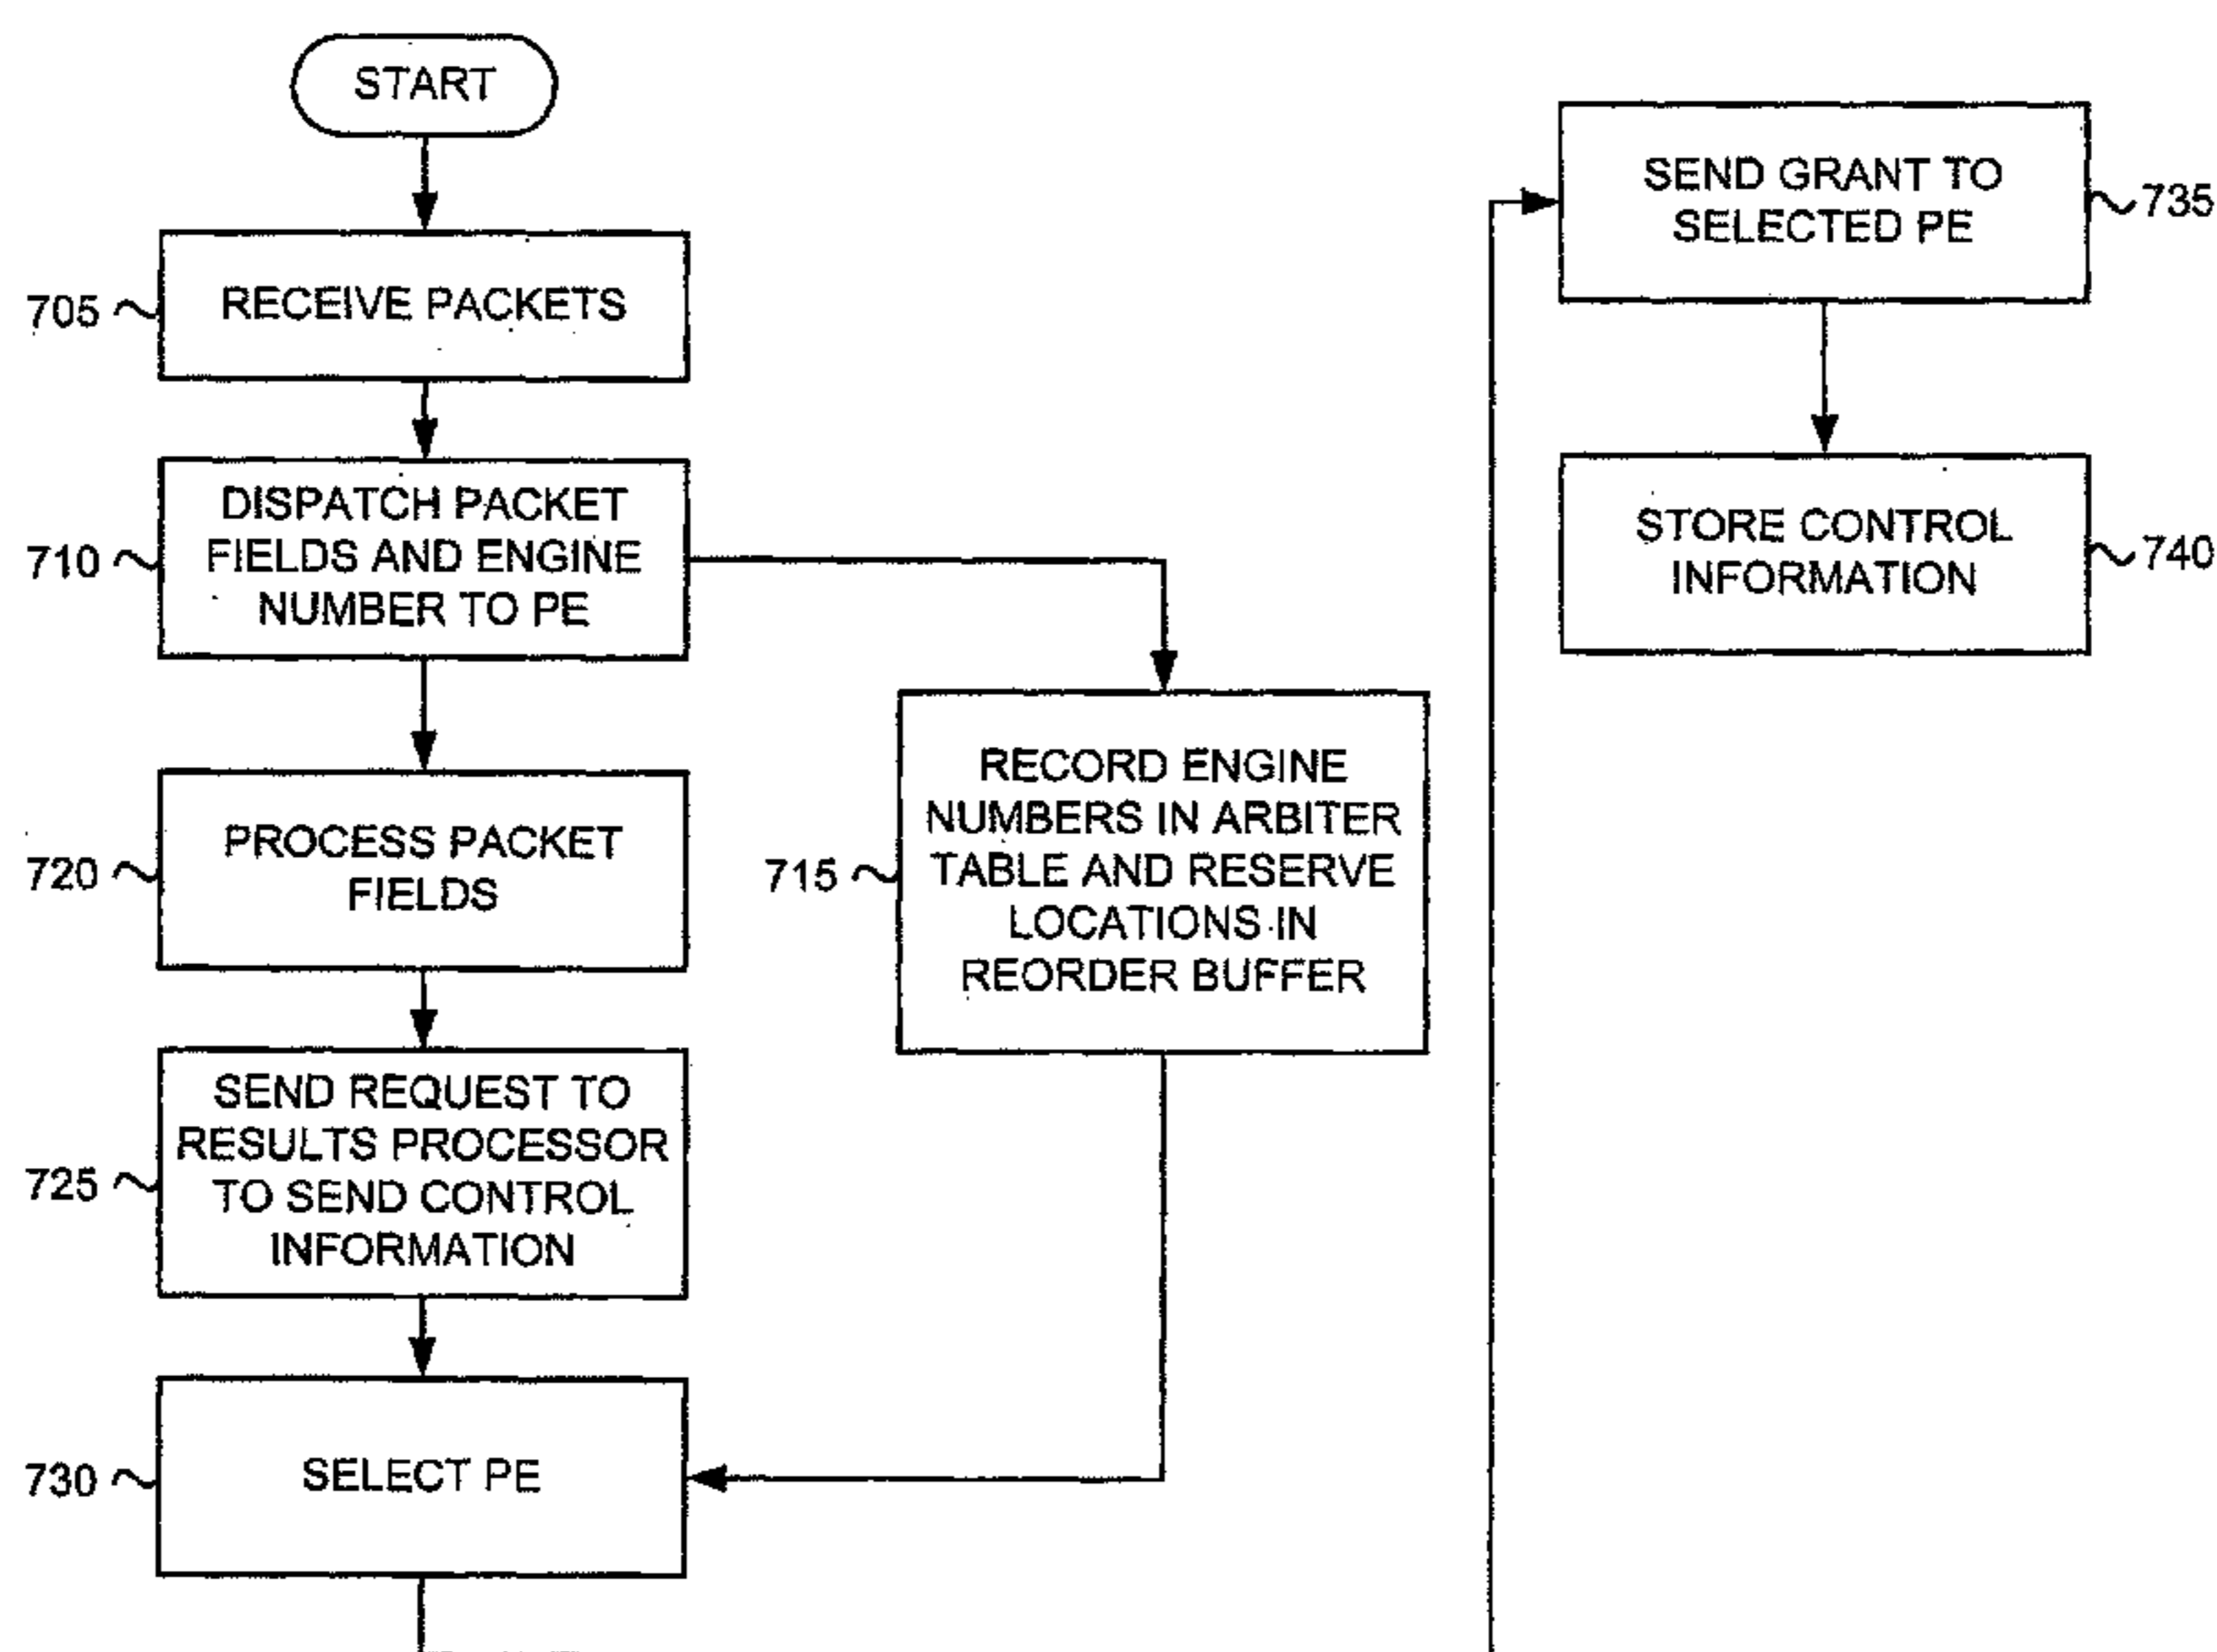 START
705
RECEIVE PACKETS
710
DISPATCH PACKET
FIELDS AND ENGINE
NUMBER TO PE
720
PROCESS PACKET
FIELDS
715
RECORD ENGINE
NUMBERS IN ARBITER
TABLE AND RESERVE
LOCATIONS IN
REORDER BUFFER
725
SEND REQUEST TO
RESULTS PROCESSOR
TO SEND CONTROL
INFORMATION
730
SELECT PE
SEND GRANT TO
SELECTED PE
735
STORE CONTROL
INFORMATION
740